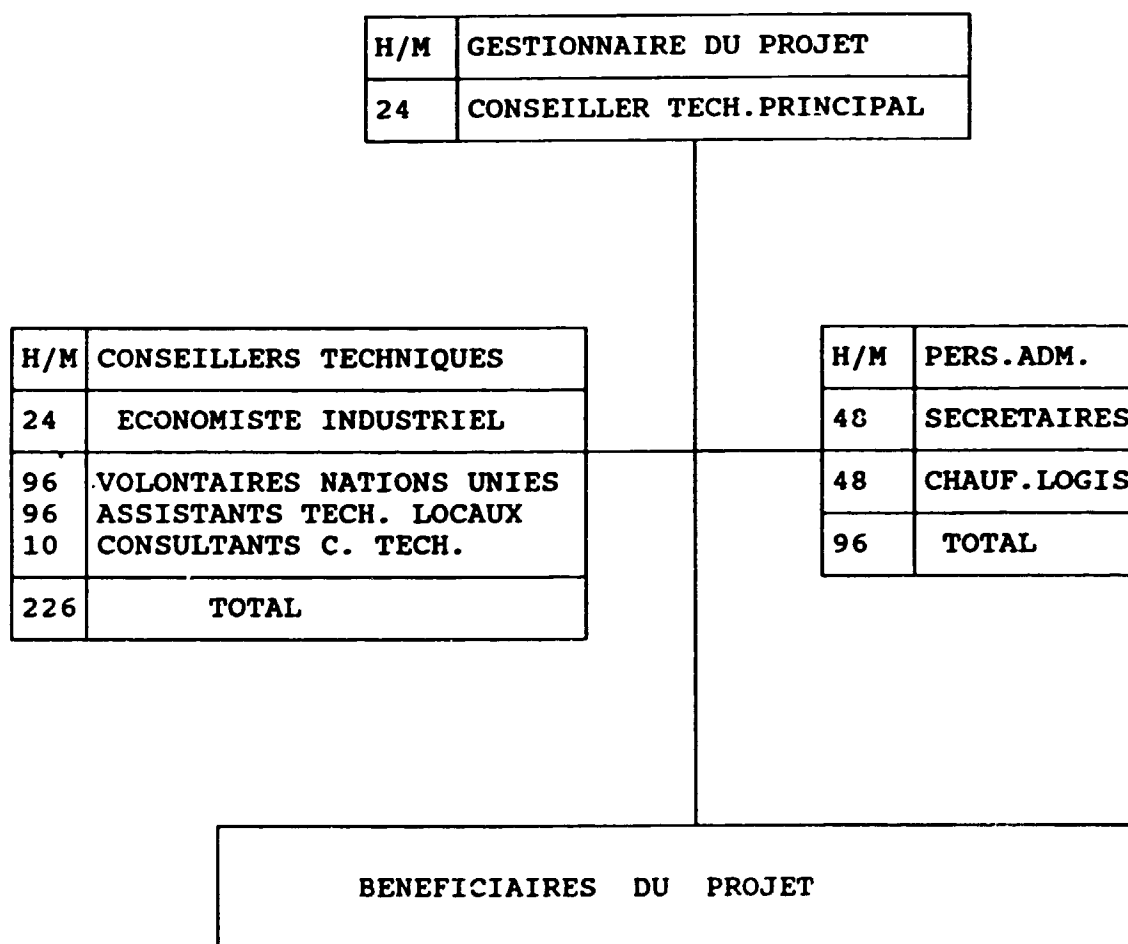 H/M GESTIONNAIRE DU PROJET
24 CONSEILLER TECH.PRINCIPAL
H/M CONSEILLERS TECHNIQUES
24 ECONOMISTE INDUSTRIEL
96 VOLONTAIRES NATIONS UNIES
96 ASSISTANTS TECH. LOCAUX
10 CONSULTANTS C. TECH.
226 TOTAL
H/M PERS.ADM.
48 SECRETAIRES
48 CHAUF.LOGIS
96 TOTAL
BENEFICIAIRES DU PROJET